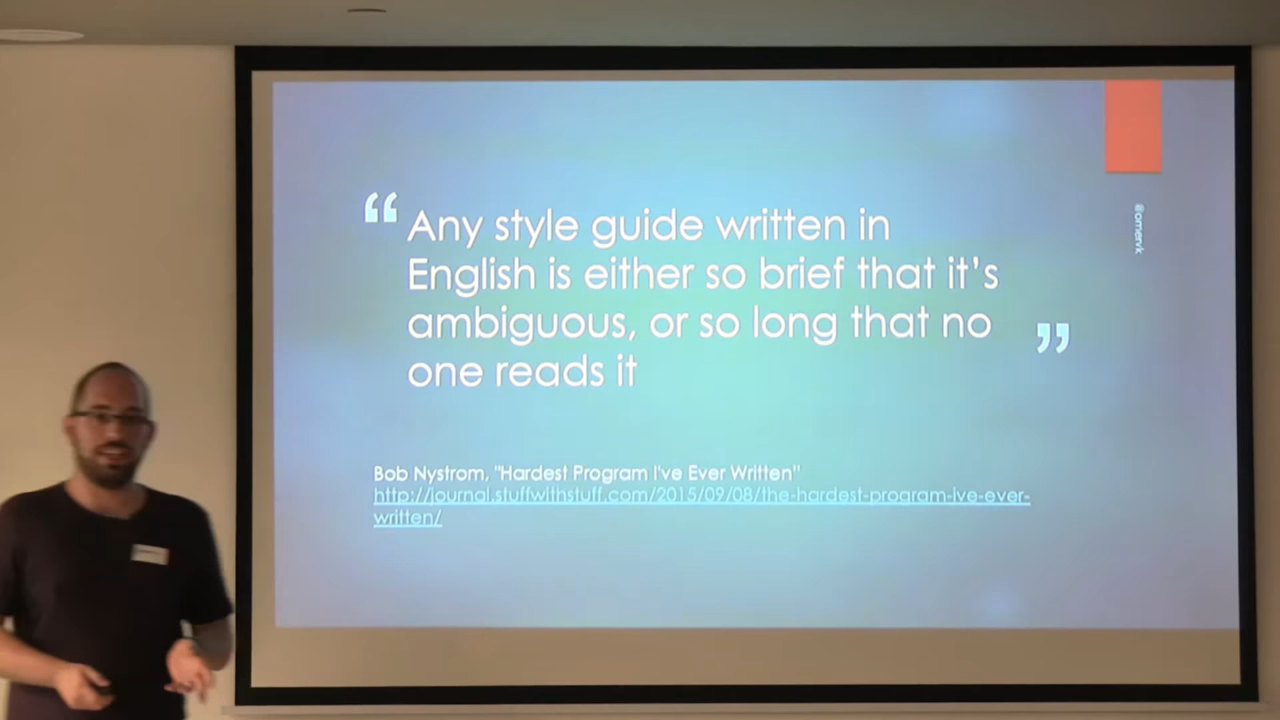 “ Any style guide written in
English is either so brief that it's
ambiguous, or so long that no
one reads it ”
Bob Nystrom, "Hardest Program I've Ever Written"
http://journal.stuffwithstuff.com/2015/09/08/the-hardest-program-ive-ever-
written/
@omervk